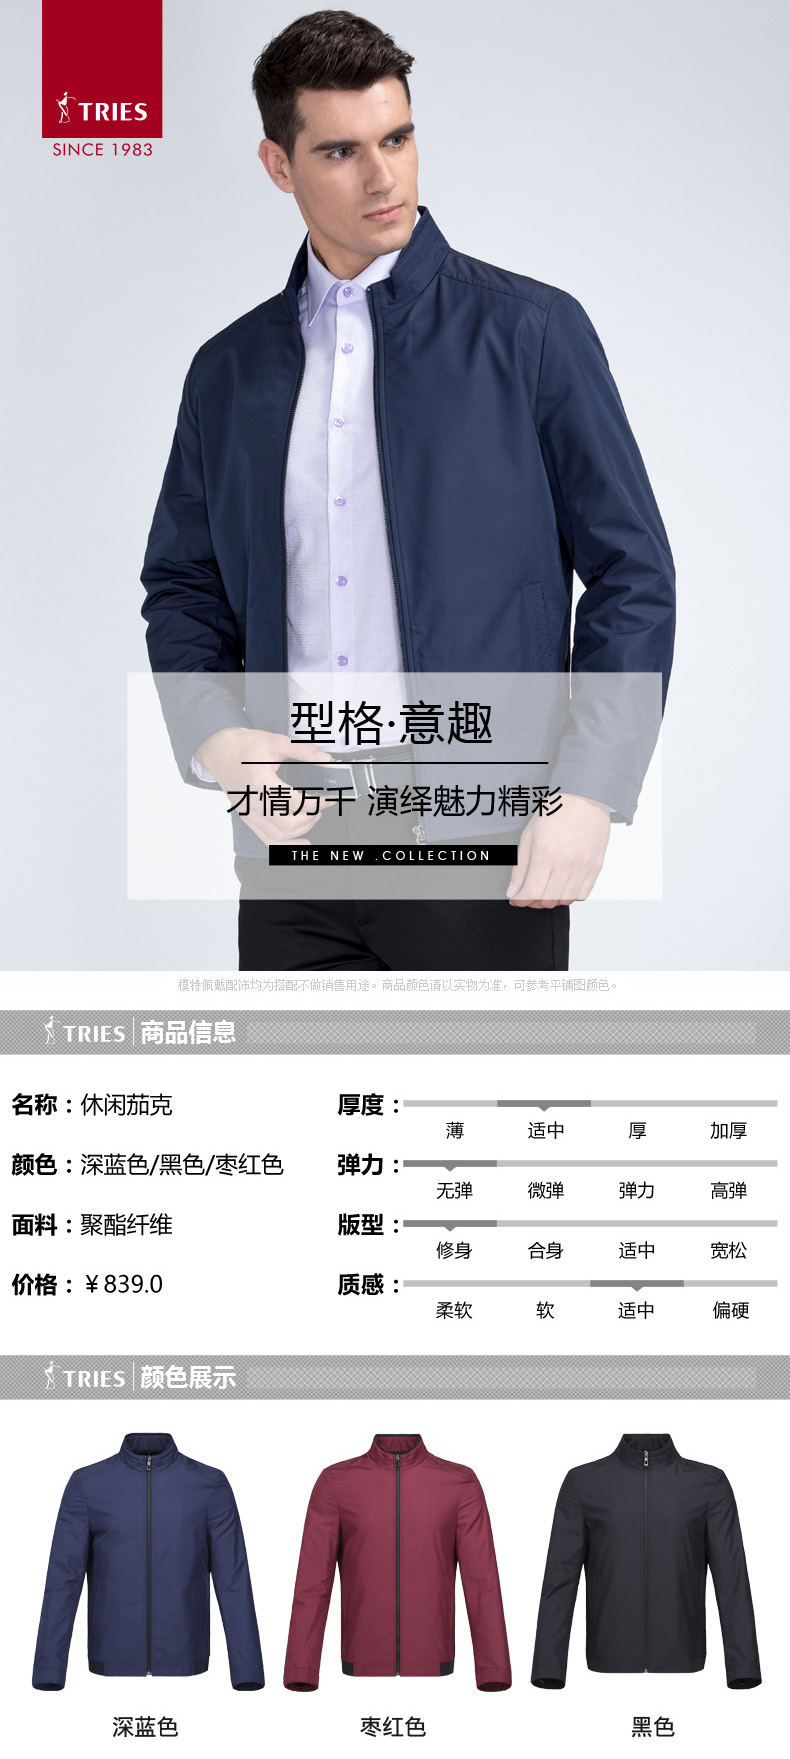 TRIES
SINCE 1983
型格·意趣
才情万千 演绎魅力精彩
THE NEW .COLLECTION
模特佩戴配饰均为搭配不做销售用途。商品颜色请以实物为准，可参考平铺图颜色。
TRIES 商品信息
名称：休闲茄克
颜色：深蓝色/黑色/枣红色
面料：聚酯纤维
价格：￥839.0
厚度：
薄 适中 厚 加厚
弹力：
无弹 微弹 弹力 高弹
版型：
修身 合身 适中 宽松
质感：
柔软 软 适中 偏硬
TRIES 颜色展示
深蓝色 枣红色 黑色